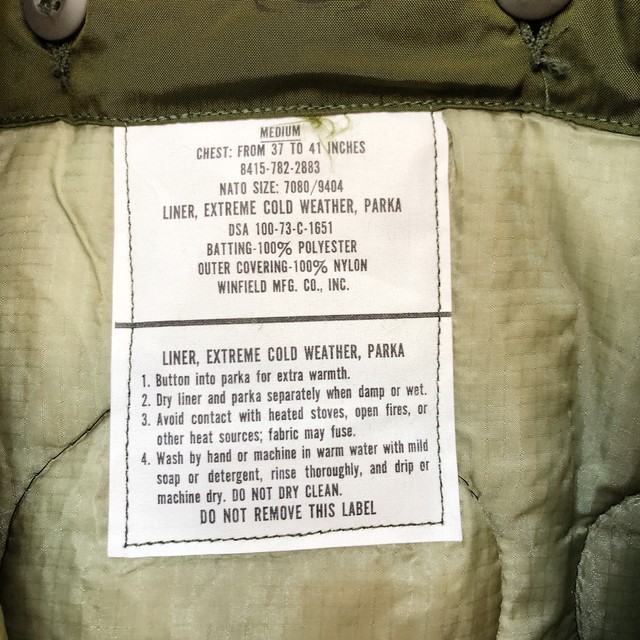 MEDIUM
CHEST: FROM 37 TO 41 INCHES
8415-782-2883
NATO SIZE: 7080/9404
LINER, EXTREME COLD WEATHER, PARKA
DSA 100-73-C-1651
BATTING-100% POLYESTER
OUTER COVERING-100% NYLON
WINFIELD MFG. CO., INC.
LINER, EXTREME COLD WEATHER, PARKA
1. Button into parka for extra warmth.
2. Dry liner and parka separately when damp or wet.
3. Avoid contact with heated stoves, open fires, or
other heat sources; fabric may fuse.
4. Wash by hand or machine in warm water with mild
soap or detergent, rinse thoroughly, and drip or
machine dry. DO NOT DRY CLEAN.
DO NOT REMOVE THIS LABEL